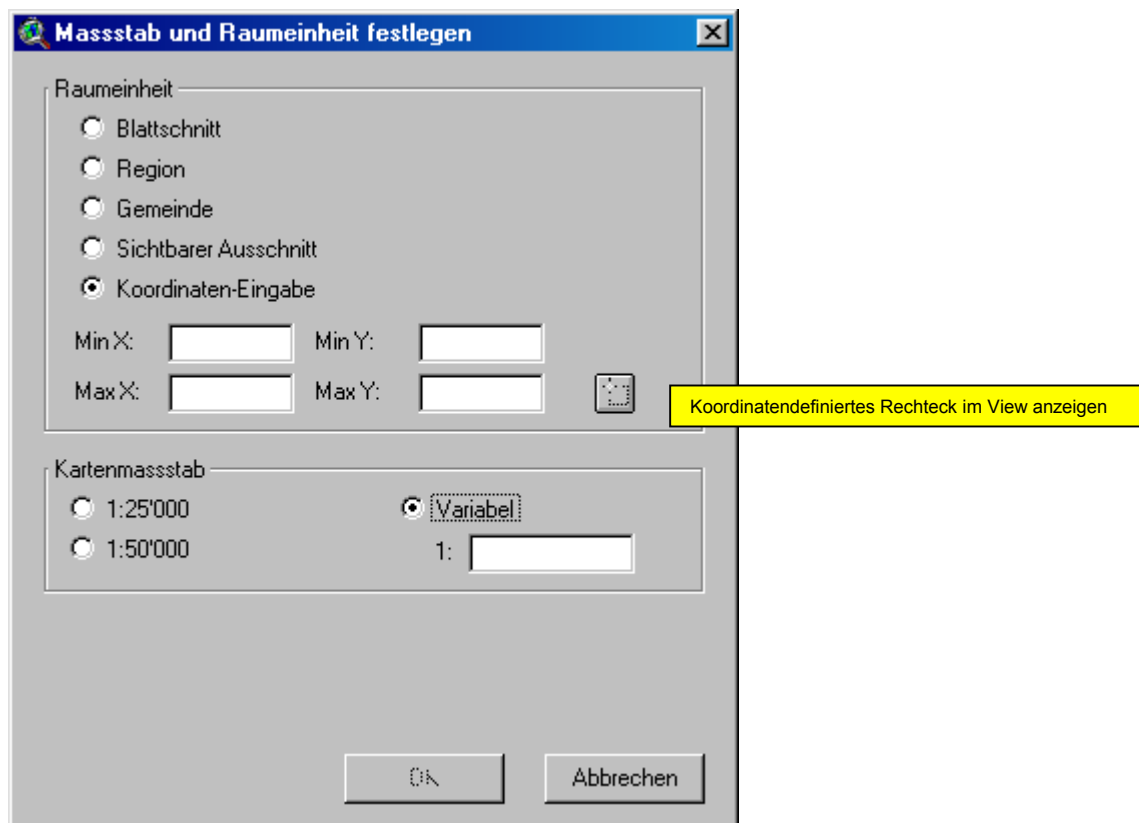 Massstab und Raumeinheit festlegen
Raumeinheit
Blattschnitt
Region
Gemeinde
Sichtbarer Ausschnitt
Koordinaten-Eingabe
Min X: Min Y:
Max X: Max Y:
Koordinatendefiniertes Rechteck im View anzeigen
Kartenmassstab
1:25'000 Variabel
1:50'000 1:
OK Abbrechen